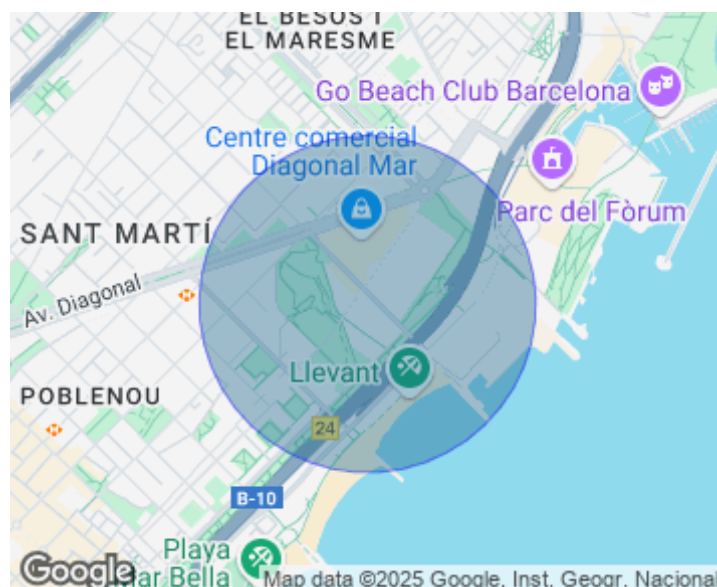 EL BESÒS I
EL MARESME
Go Beach Club Barcelona
Centre comercial
Diagonal Mar
Parc del Fòrum
SANT MARTÍ
Av. Diagonal
Llevant
POBLENOU
24
B-10
Playa
Mar Bella
Google
Map data ©2025 Google, Inst. Geogr. Nacional